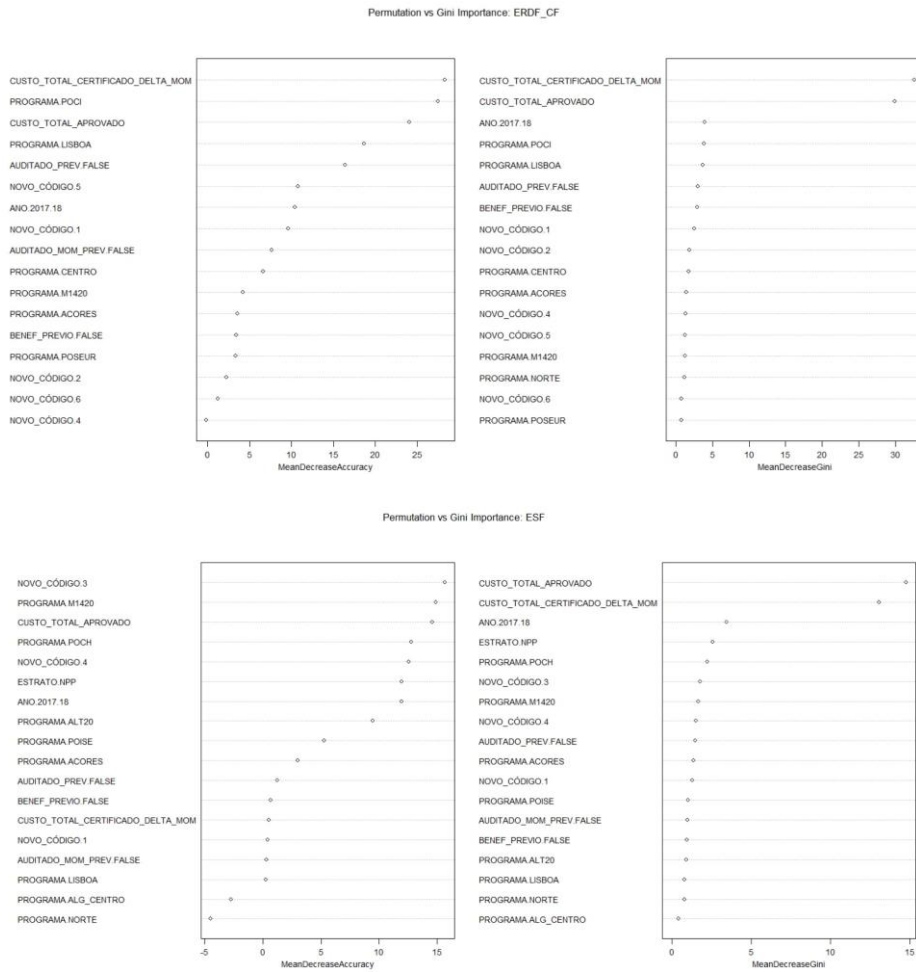 Permutation vs Gini Importance: ERDF_CF
CUSTO_TOTAL_CERTIFICADO_DELTA_MOM
PROGRAMA.POCI
CUSTO_TOTAL_APROVADO
PROGRAMA.LISBOA
AUDITADO_PREV.FALSE
NOVO_CÓDIGO.5
ANO.2017.18
NOVO_CÓDIGO.1
AUDITADO_MOM_PREV.FALSE
PROGRAMA.CENTRO
PROGRAMA.M1420
PROGRAMA.ACORES
BENEF_PREVIO.FALSE
PROGRAMA.POSEUR
NOVO_CÓDIGO.2
NOVO_CÓDIGO.6
NOVO_CÓDIGO.4
0 5 10 15 20 25
MeanDecreaseAccuracy
CUSTO_TOTAL_CERTIFICADO_DELTA_MOM
CUSTO_TOTAL_APROVADO
ANO.2017.18
PROGRAMA.POCI
PROGRAMA.LISBOA
AUDITADO_PREV.FALSE
BENEF_PREVIO.FALSE
NOVO_CÓDIGO.1
NOVO_CÓDIGO.2
PROGRAMA.CENTRO
PROGRAMA.ACORES
NOVO_CÓDIGO.4
NOVO_CÓDIGO.5
PROGRAMA.M1420
PROGRAMA.NORTE
NOVO_CÓDIGO.6
PROGRAMA.POSEUR
0 5 10 15 20 25 30
MeanDecreaseGini
Permutation vs Gini Importance: ESF
NOVO_CÓDIGO.3
PROGRAMA.M1420
CUSTO_TOTAL_APROVADO
PROGRAMA.POCH
NOVO_CÓDIGO.4
ESTRATO.NPP
ANO.2017.18
PROGRAMA.ALT20
PROGRAMA.POISE
PROGRAMA.ACORES
AUDITADO_PREV.FALSE
BENEF_PREVIO.FALSE
CUSTO_TOTAL_CERTIFICADO_DELTA_MOM
NOVO_CÓDIGO.1
AUDITADO_MOM_PREV.FALSE
PROGRAMA.LISBOA
PROGRAMA.ALG_CENTRO
PROGRAMA.NORTE
-5 0 5 10 15
MeanDecreaseAccuracy
CUSTO_TOTAL_APROVADO
CUSTO_TOTAL_CERTIFICADO_DELTA_MOM
ANO.2017.18
ESTRATO.NPP
PROGRAMA.POCH
NOVO_CÓDIGO.3
PROGRAMA.M1420
NOVO_CÓDIGO.4
AUDITADO_PREV.FALSE
PROGRAMA.ACORES
NOVO_CÓDIGO.1
PROGRAMA.POISE
AUDITADO_MOM_PREV.FALSE
BENEF_PREVIO.FALSE
PROGRAMA.ALT20
PROGRAMA.LISBOA
PROGRAMA.NORTE
PROGRAMA.ALG_CENTRO
0 5 10 15
MeanDecreaseGini